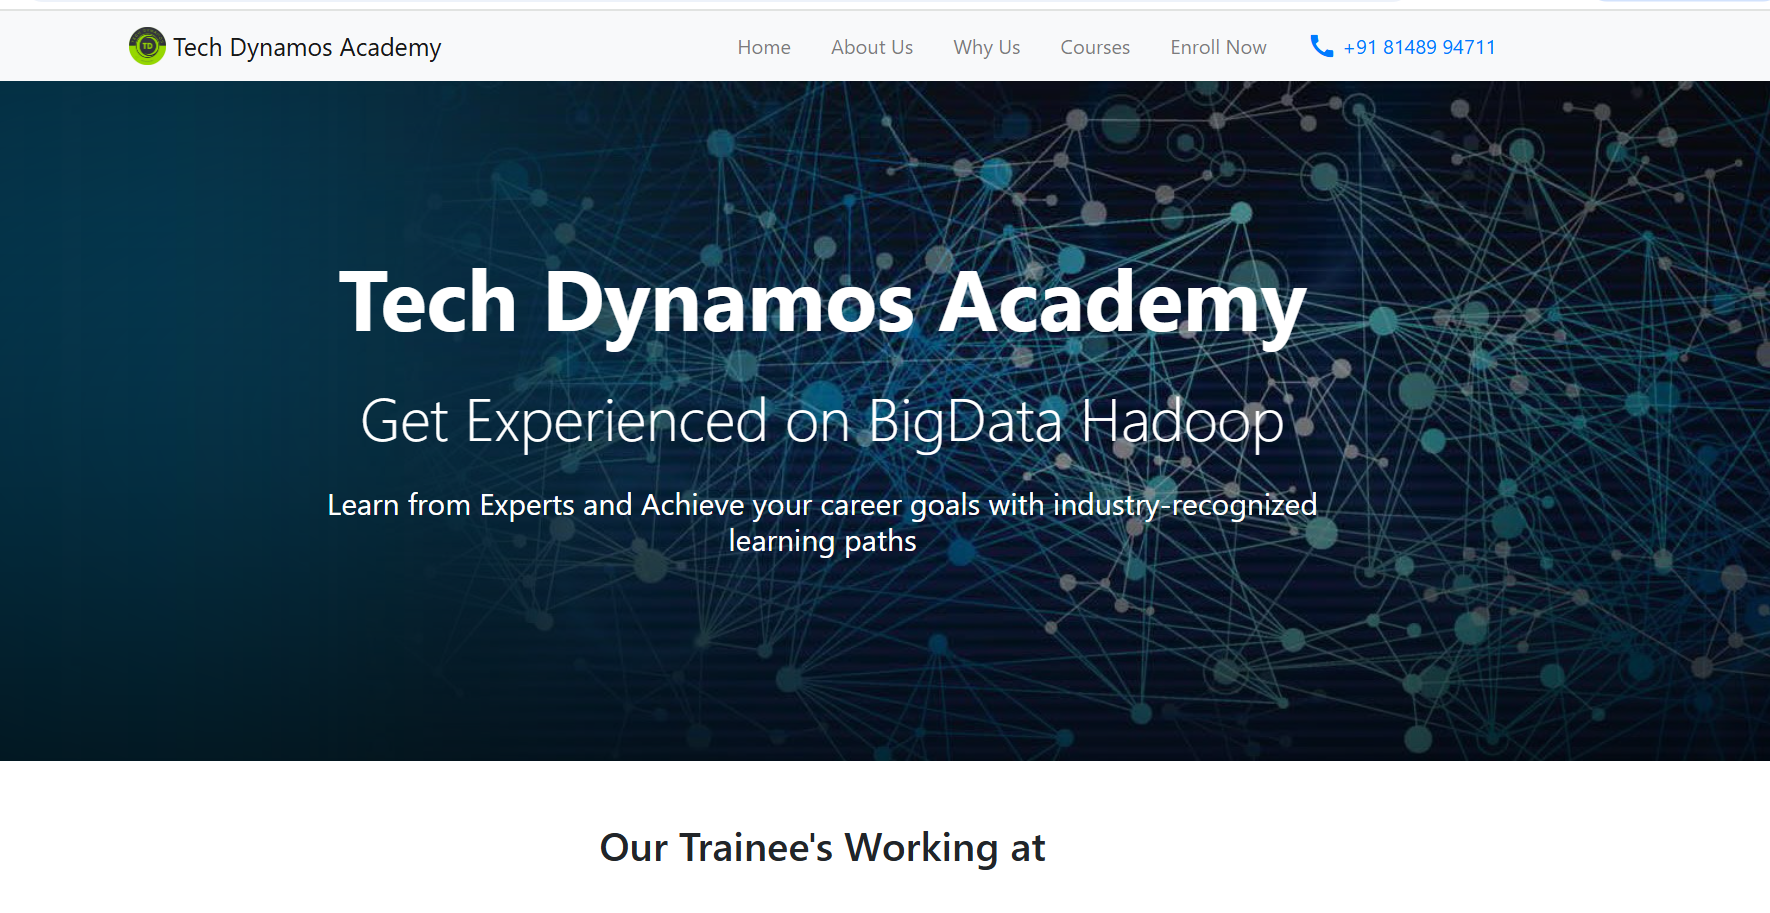 TD
Tech Dynamos Academy
Home
About Us
Why Us
Courses
Enroll Now
+91 81489 94711
Tech Dynamos Academy
Get Experienced on BigData Hadoop
Learn from Experts and Achieve your career goals with industry-recognized
learning paths
Our Trainee's Working at